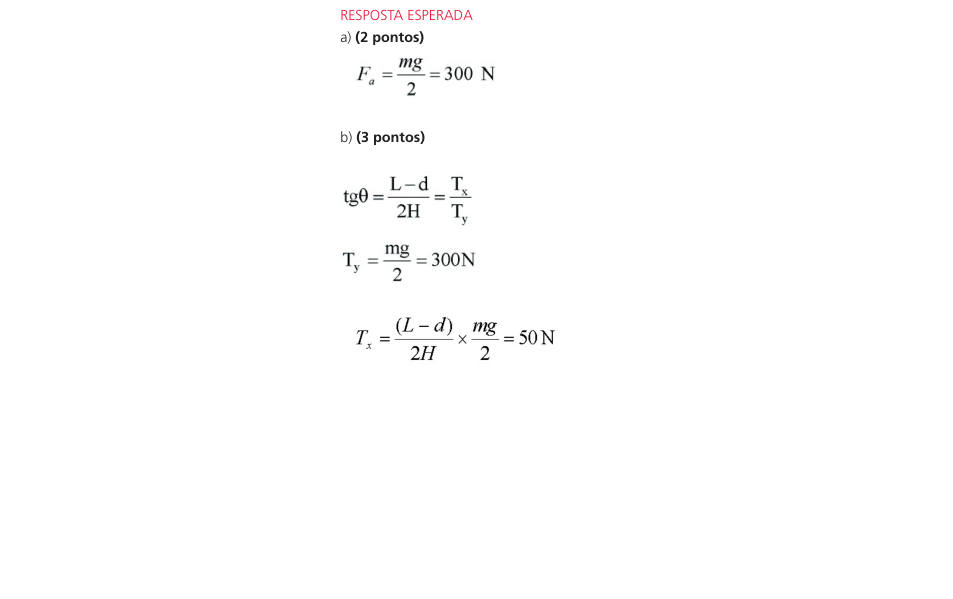 RESPOSTA ESPERADA
a) (2 pontos)
F_a = mg/2 = 300 N
b) (3 pontos)
tgθ = L−d/2H = T_x/T_y
T_y = mg/2 = 300N
T_x = (L − d)/2H × mg/2 = 50 N